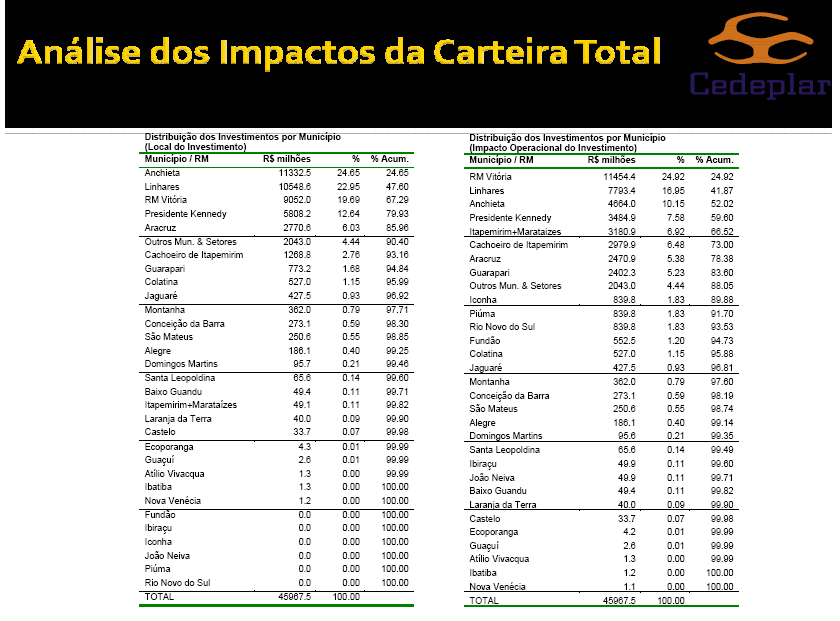 Análise dos Impactos da Carteira Total
Cedeplar
Distribuição dos Investimentos por Município
(Local do Investimento)
Município / RM R$ milhões % % Acum.
Anchieta 11332.5 24.65 24.65
Linhares 10548.6 22.95 47.60
RM Vitória 9052.0 19.69 67.29
Presidente Kennedy 5808.2 12.64 79.93
Aracruz 2770.6 6.03 85.96
Outros Mun. & Setores 2043.0 4.44 90.40
Cachoeiro de Itapemirim 1268.8 2.76 93.16
Guarapari 773.2 1.68 94.84
Colatina 527.0 1.15 95.99
Jaguaré 427.5 0.93 96.92
Montanha 362.0 0.79 97.71
Conceição da Barra 273.1 0.59 98.30
São Mateus 250.6 0.55 98.85
Alegre 186.1 0.40 99.25
Domingos Martins 95.7 0.21 99.46
Santa Leopoldina 65.6 0.14 99.60
Baixo Guandu 49.4 0.11 99.71
Itapemirim+Marataízes 49.1 0.11 99.82
Laranja da Terra 40.0 0.09 99.90
Castelo 33.7 0.07 99.98
Ecoporanga 4.3 0.01 99.99
Guaçuí 2.6 0.01 99.99
Atílio Vivacqua 1.3 0.00 99.99
Ibatiba 1.3 0.00 100.00
Nova Venécia 1.2 0.00 100.00
Fundão 0.0 0.00 100.00
Ibiraçu 0.0 0.00 100.00
Iconha 0.0 0.00 100.00
João Neiva 0.0 0.00 100.00
Piúma 0.0 0.00 100.00
Rio Novo do Sul 0.0 0.00 100.00
TOTAL 45967.5 100.00
Distribuição dos Investimentos por Município
(Impacto Operacional do Investimento)
Município / RM R$ milhões % % Acum.
RM Vitória 11454.4 24.92 24.92
Linhares 7793.4 16.95 41.87
Anchieta 4664.0 10.15 52.02
Presidente Kennedy 3484.9 7.58 59.60
Itapemirim+Marataizes 3180.9 6.92 66.52
Cachoeiro de Itapemirim 2979.9 6.48 73.00
Aracruz 2470.9 5.38 78.38
Guarapari 2402.3 5.23 83.60
Outros Mun. & Setores 2043.0 4.44 88.05
Iconha 839.8 1.83 89.88
Piúma 839.8 1.83 91.70
Rio Novo do Sul 839.8 1.83 93.53
Fundão 552.5 1.20 94.73
Colatina 527.0 1.15 95.88
Jaguaré 427.5 0.93 96.81
Montanha 362.0 0.79 97.60
Conceição da Barra 273.1 0.59 98.19
São Mateus 250.6 0.55 98.74
Alegre 186.1 0.40 99.14
Domingos Martins 95.6 0.21 99.35
Santa Leopoldina 65.6 0.14 99.49
Ibiraçu 49.9 0.11 99.60
João Neiva 49.9 0.11 99.71
Baixo Guandu 49.4 0.11 99.82
Laranja da Terra 40.0 0.09 99.90
Castelo 33.7 0.07 99.98
Ecoporanga 4.2 0.01 99.99
Guaçuí 2.6 0.01 99.99
Atílio Vivacqua 1.3 0.00 99.99
Ibatiba 1.2 0.00 100.00
Nova Venécia 1.1 0.00 100.00
TOTAL 45967.5 100.00